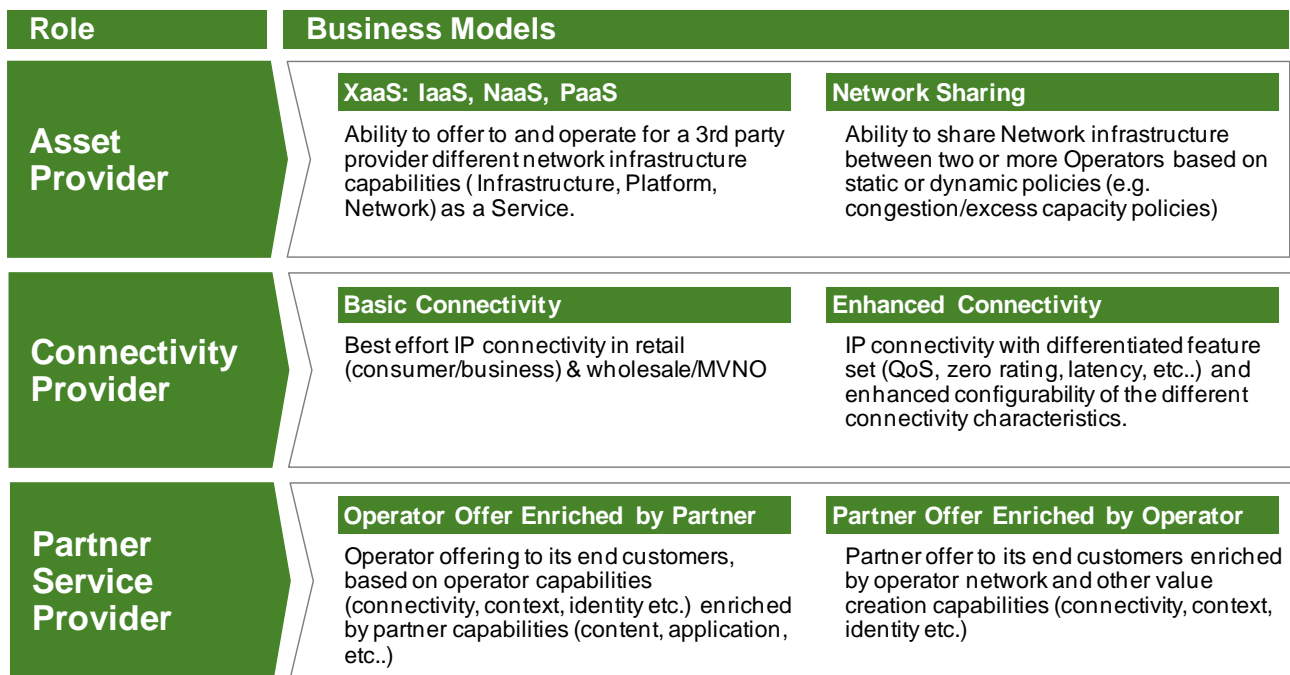 Role
Business Models
Asset
Provider
XaaS: IaaS, NaaS, PaaS
Ability to offer to and operate for a 3rd party
provider different network infrastructure
capabilities ( Infrastructure, Platform,
Network) as a Service.
Network Sharing
Ability to share Network infrastructure
between two or more Operators based on
static or dynamic policies (e.g.
congestion/excess capacity policies)
Connectivity
Provider
Basic Connectivity
Best effort IP connectivity in retail
(consumer/business) & wholesale/MVNO
Enhanced Connectivity
IP connectivity with differentiated feature
set (QoS, zero rating, latency, etc..) and
enhanced configurability of the different
connectivity characteristics.
Partner
Service
Provider
Operator Offer Enriched by Partner
Operator offering to its end customers,
based on operator capabilities
(connectivity, context, identity etc.) enriched
by partner capabilities (content, application,
etc..)
Partner Offer Enriched by Operator
Partner offer to its end customers enriched
by operator network and other value
creation capabilities (connectivity, context,
identity etc.)